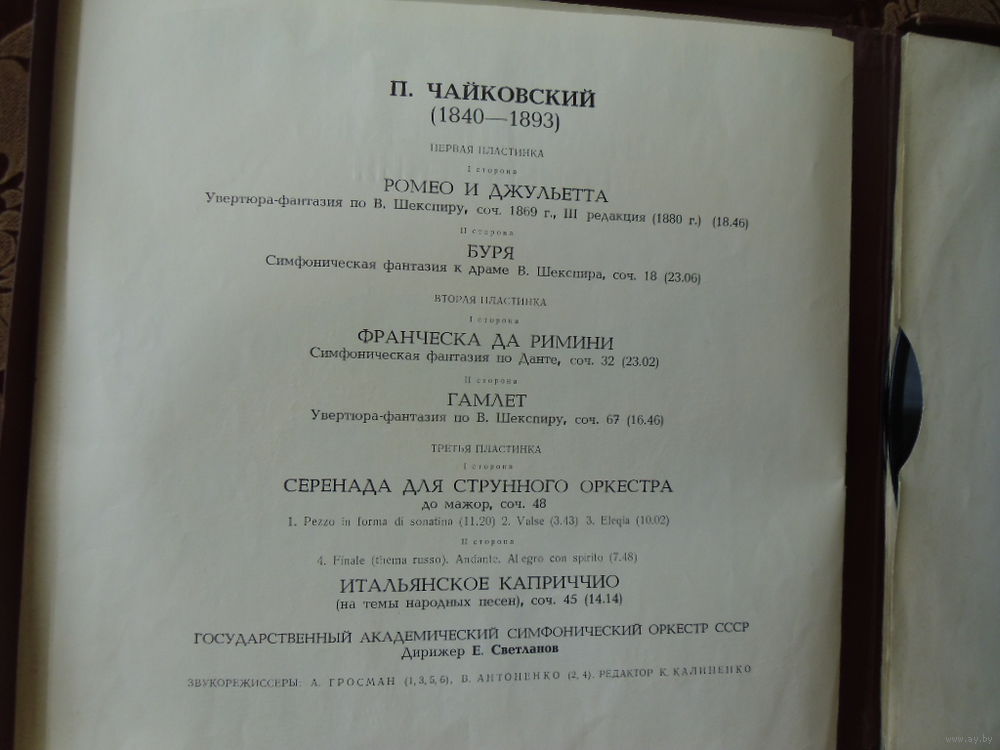 П. ЧАЙКОВСКИЙ
(1840—1893)
ПЕРВАЯ ПЛАСТИНКА
I сторона
РОМЕО И ДЖУЛЬЕТТА
Увертюра-фантазия по В. Шекспиру, соч. 1869 г., III редакция (1880 г.) (18.46)
II сторона
БУРЯ
Симфоническая фантазия к драме В. Шекспира, соч. 18 (23.06)
ВТОРАЯ ПЛАСТИНКА
I сторона
ФРАНЧЕСКА ДА РИМИНИ
Симфоническая фантазия по Данте, соч. 32 (23.02)
II сторона
ГАМЛЕТ
Увертюра-фантазия по В. Шекспиру, соч. 67 (16.46)
ТРЕТЬЯ ПЛАСТИНКА
I сторона
СЕРЕНАДА ДЛЯ СТРУННОГО ОРКЕСТРА
до мажор, соч. 48
1. Pezzo in forma di sonatina (11.20) 2. Valse (3.43) 3. Eleqia (10.02)
II сторона
4. Finale (thema russo). Andante. Al egro con spirito (7.48)
ИТАЛЬЯНСКОЕ КАПРИЧЧИО
(на темы народных песен), соч. 45 (14.14)
ГОСУДАРСТВЕННЫЙ АКАДЕМИЧЕСКИЙ СИМФОНИЧЕСКИЙ ОРКЕСТР СССР
Дирижер Е. Светланов
ЗВУКОРЕЖИССЕРЫ: А. ГРОСМАН (1, 3, 5, 6), В. АНТОНЕНКО (2, 4). РЕДАКТОР К. КАЛИНЕНКО
www.ay.by